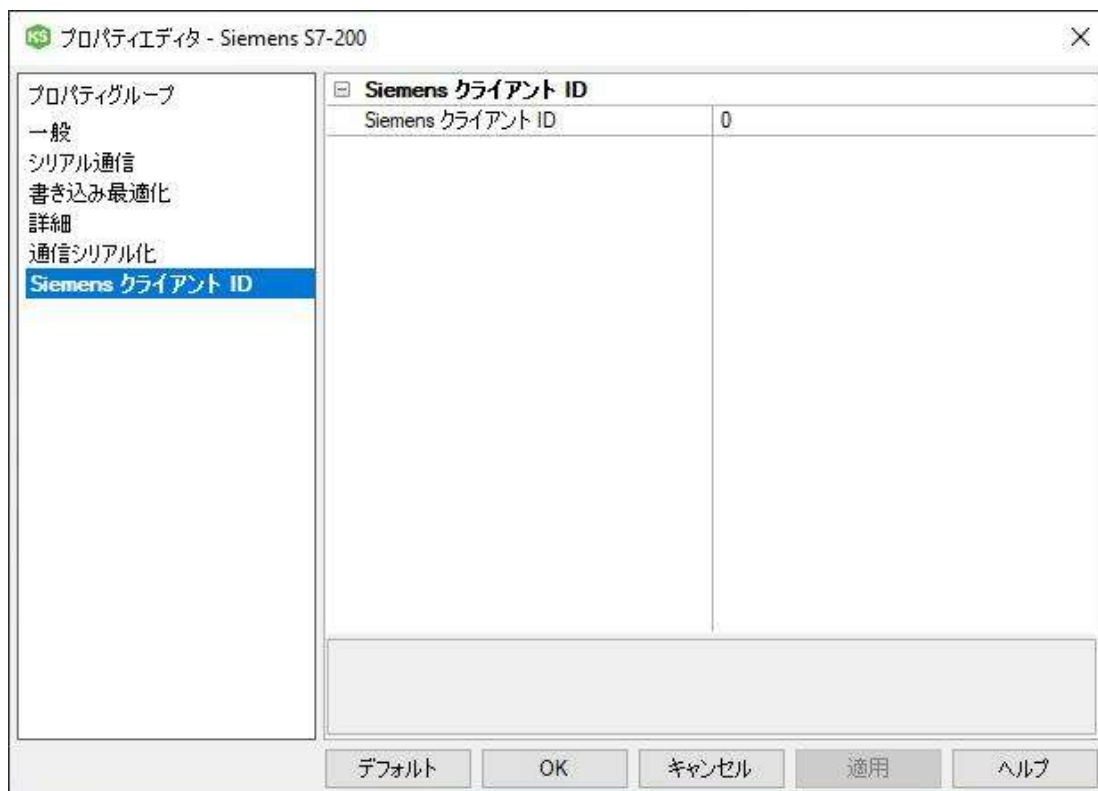 KS プロパティエディタ - Siemens S7-200
プロパティグループ
一般
シリアル通信
書き込み最適化
詳細
通信シリアル化
Siemens クライアント ID
Siemens クライアント ID
Siemens クライアント ID 0
デフォルト OK キャンセル 適用 ヘルプ